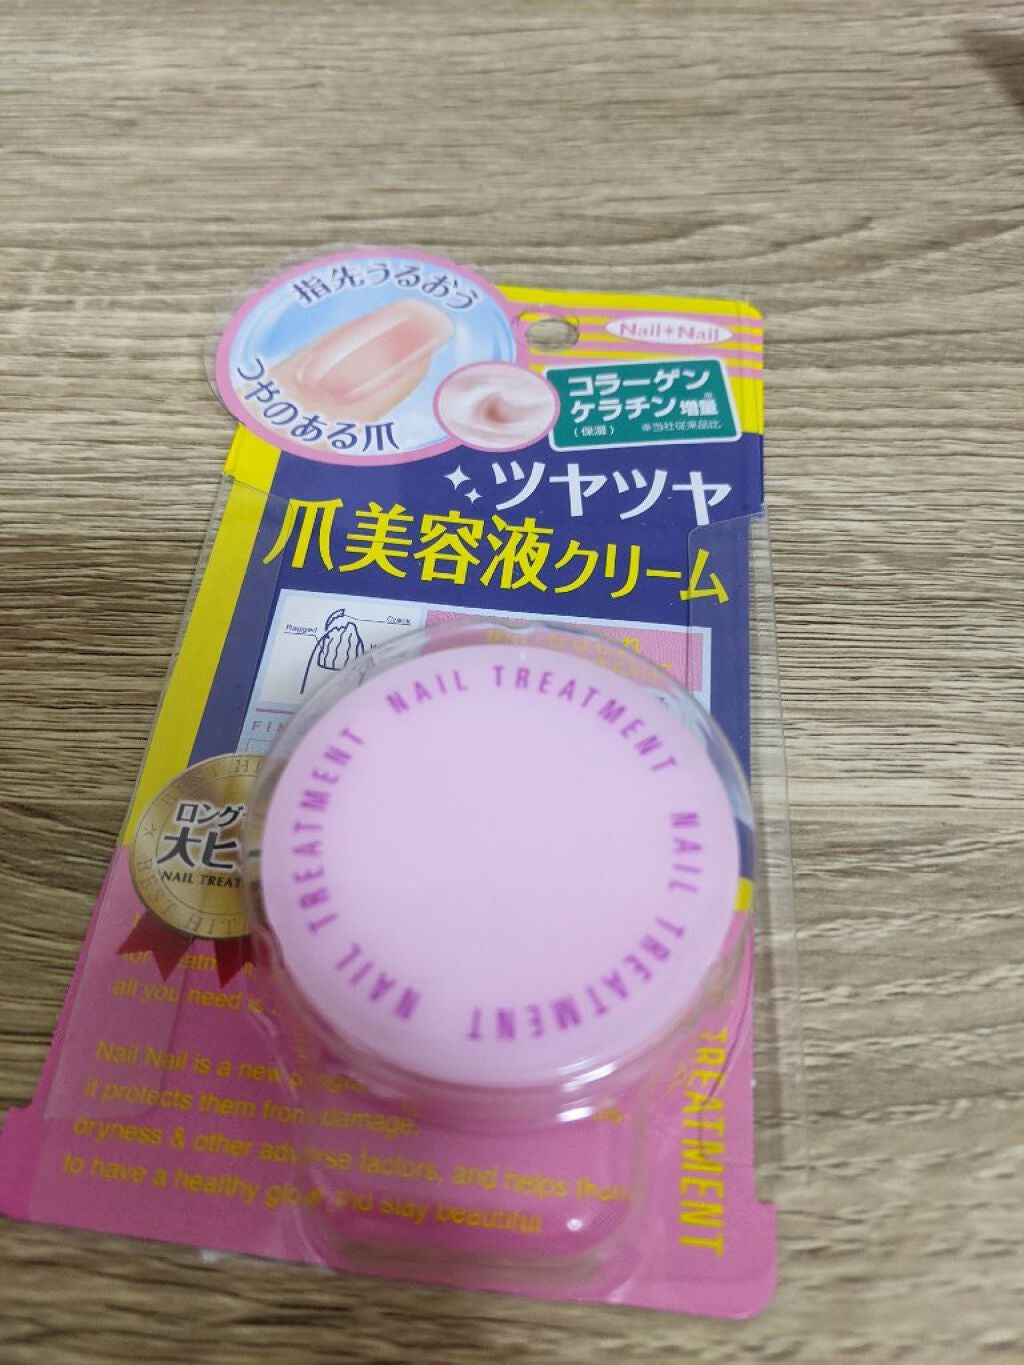 指先うるおう
つやのある爪
Nail+Nail
コラーゲン
ケラチン増量※
(保湿) ※当社従来品比
ツヤツヤ
爪美容液クリーム
Ragged
Crack
NAIL TREATMENT NAIL TREATMENT NAIL TREATMENT
ロング
大ヒ
NAIL TREAT
all you need is
Nail Nail is a new
it protects them from damage,
dryness & other adverse factors, and helps them
to have a healthy glow and stay beautiful
TREATMENT